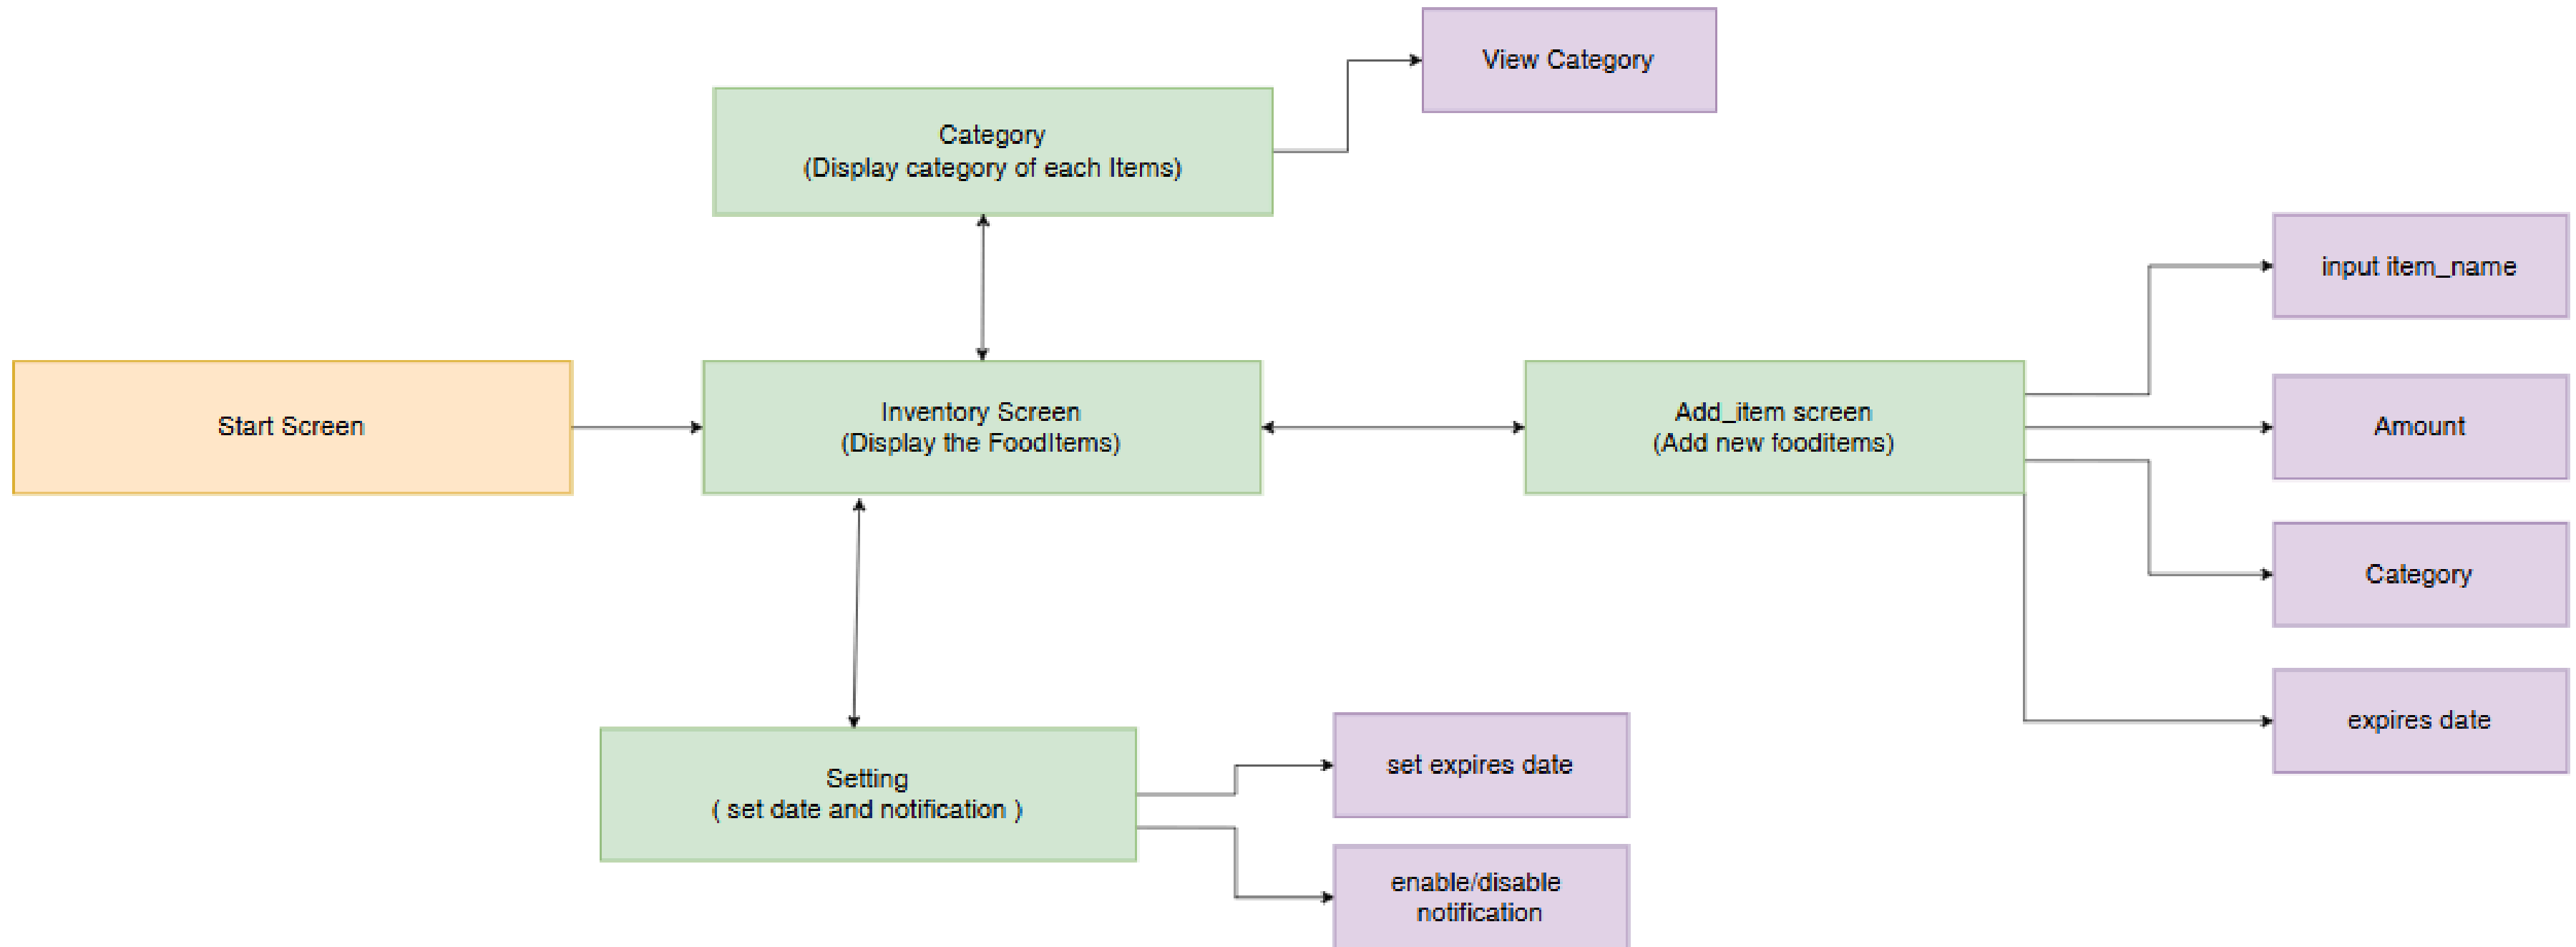 View Category
Category
(Display category of each Items)
input item_name
Start Screen
Inventory Screen
(Display the FoodItems)
Add_item screen
(Add new fooditems)
Amount
Category
expires date
Setting
( set date and notification )
set expires date
enable/disable
notification